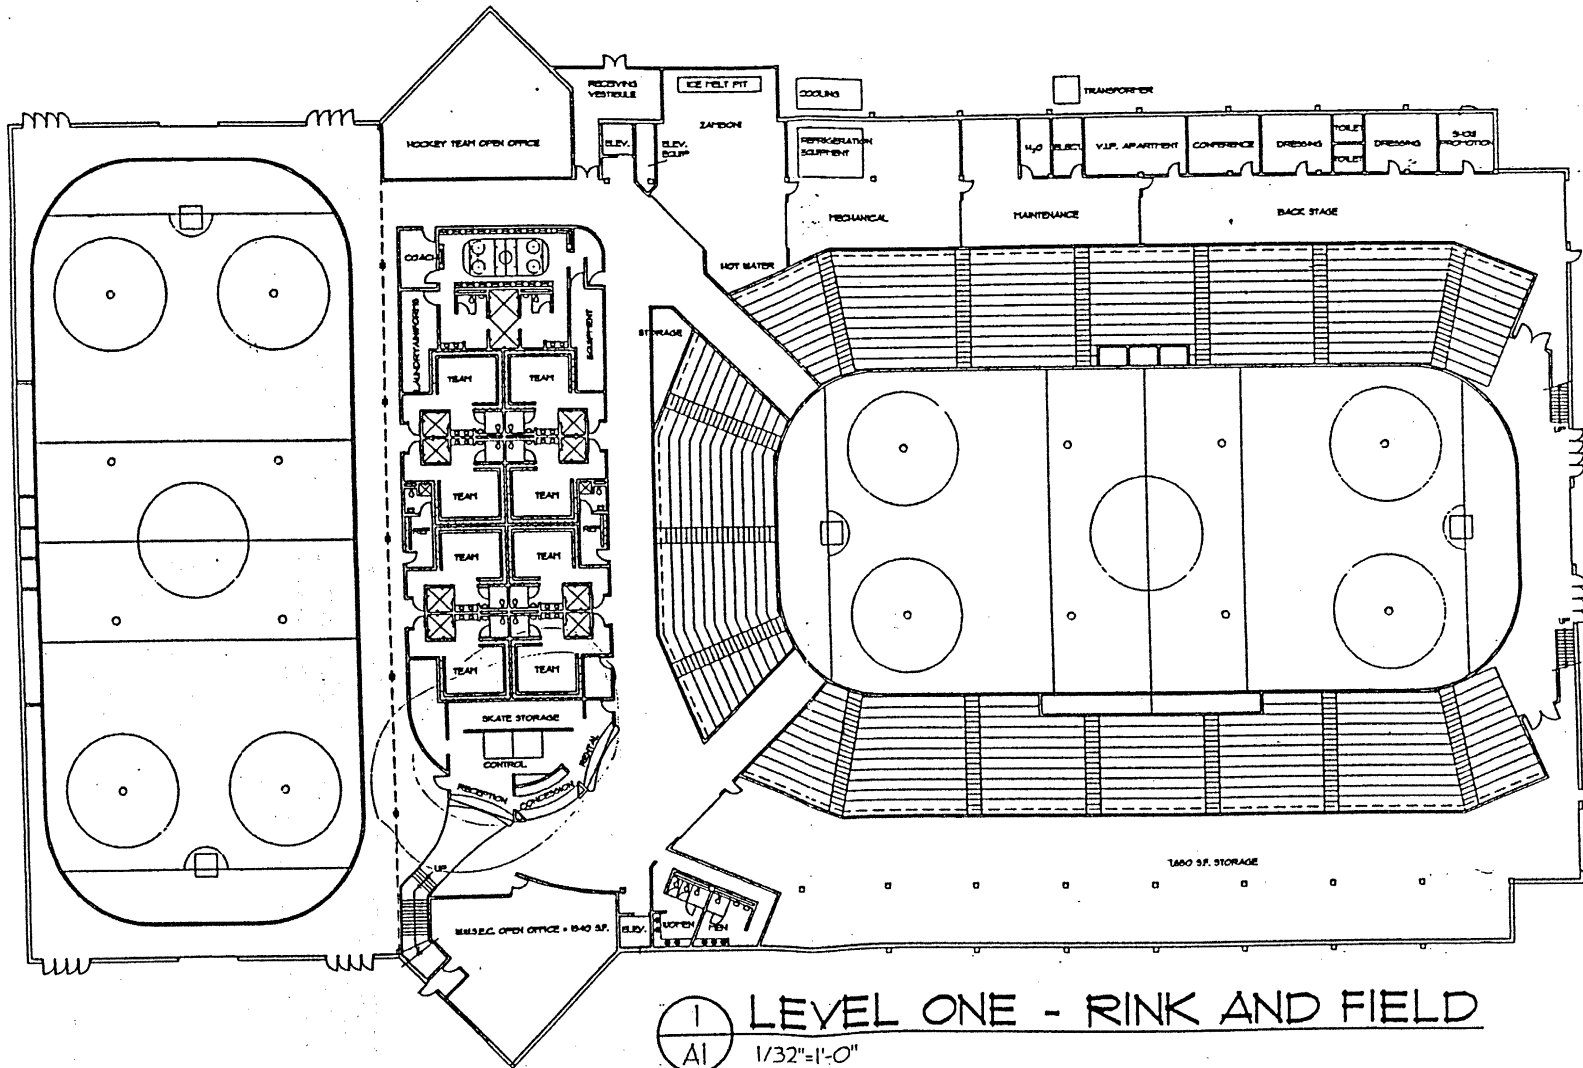 RECEIVING
VESTIBULE
ICE MELT PIT
COOLING
TRANSFORMER
ZAMBONI
HOCKEY TEAM OPEN OFFICE
ELEV.
ELEV.
EQUIP
REFRIGERATION
EQUIPMENT
H2O
ELECT.
V.I.P. APARTMENT
CONFERENCE
DRESSING
TOILET
TOILET
DRESSING
SHOW
PROMOTION
MECHANICAL
MAINTENANCE
BACK STAGE
COACH
HOT WATER
LAUNDRY/UNIFORMS
EQUIPMENT
STORAGE
TEAM
TEAM
UP
TEAM
TEAM
REF
REF
TEAM
TEAM
UP
TEAM
TEAM
SKATE STORAGE
CONTROL
RENTAL
RECEPTION
CONCESSION
UP
7,650 S.F. STORAGE
OPEN OFFICE = 1940 S.F.
ELEV.
WOMEN
MEN
1
A1
LEVEL ONE - RINK AND FIELD
1/32"=1'-0"